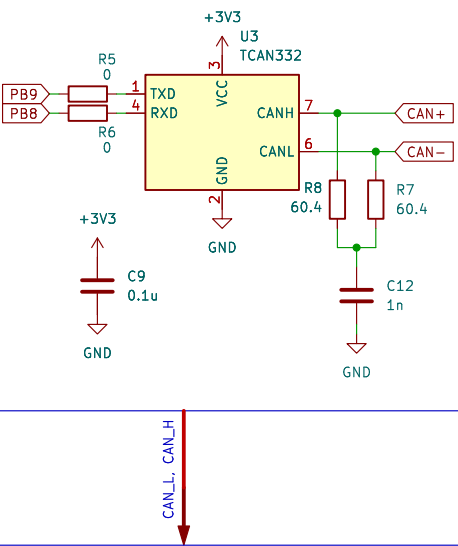 +3V3
U3
TCAN332
R5
0
PB9
PB8
R6
0
1
4
TXD
RXD
3
VCC
CANH
CANL
GND
2
GND
7
6
CAN+
CAN-
R8
60.4
R7
60.4
+3V3
C9
0.1u
GND
C12
1n
GND
CAN_L, CAN_H